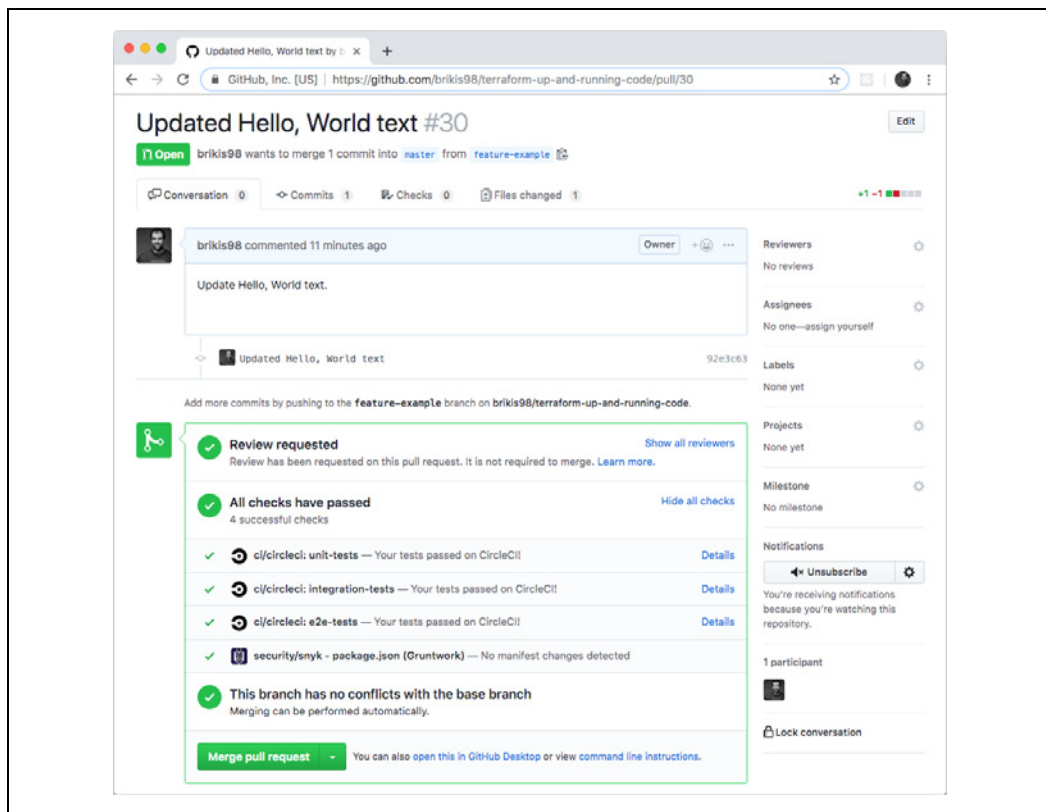 Updated Hello, World text by b
GitHub, Inc. [US] | https://github.com/brikis98/terraform-up-and-running-code/pull/30
Updated Hello, World text #30
Edit
Open brikis98 wants to merge 1 commit into master from feature-example
Conversation 0 Commits 1 Checks 0 Files changed 1 +1 −1
brikis98 commented 11 minutes ago Owner
Update Hello, World text.
Updated Hello, World text 92e3c63
Add more commits by pushing to the feature-example branch on brikis98/terraform-up-and-running-code.
Review requested Show all reviewers
Review has been requested on this pull request. It is not required to merge. Learn more.
All checks have passed Hide all checks
4 successful checks
ci/circleci: unit-tests — Your tests passed on CircleCI! Details
ci/circleci: integration-tests — Your tests passed on CircleCI! Details
ci/circleci: e2e-tests — Your tests passed on CircleCI! Details
security/snyk - package.json (Gruntwork) — No manifest changes detected
This branch has no conflicts with the base branch
Merging can be performed automatically.
Merge pull request You can also open this in GitHub Desktop or view command line instructions.
Reviewers
No reviews
Assignees
No one—assign yourself
Labels
None yet
Projects
None yet
Milestone
No milestone
Notifications
Unsubscribe
You're receiving notifications
because you're watching this
repository.
1 participant
Lock conversation